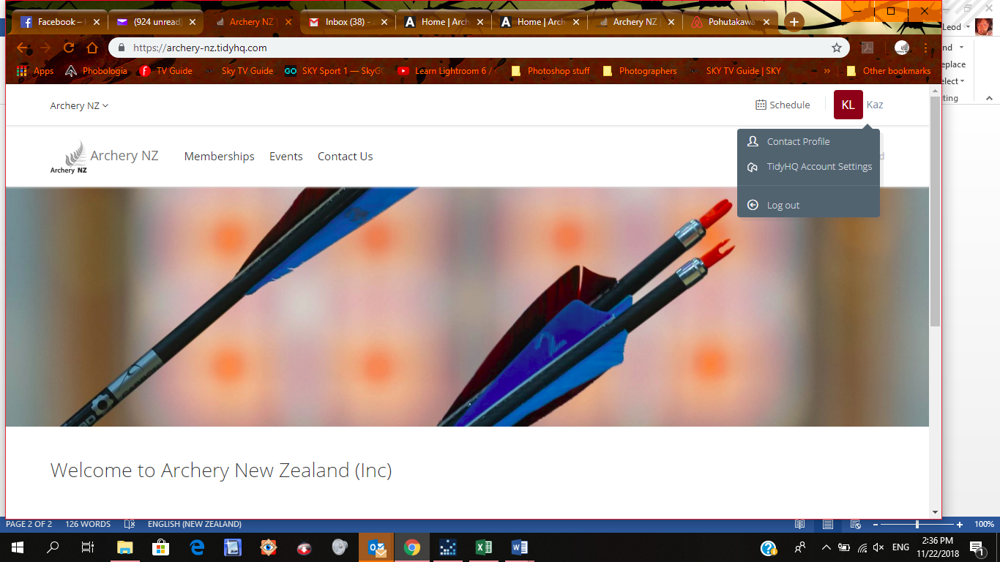 Facebook –
(924 unread)
Archery NZ |
Inbox (38) -
Home | Arch
Home | Arch
Archery NZ |
Pohutakawa
https://archery-nz.tidyhq.com
Leod
Apps
Phobologia
TV Guide
Sky TV Guide
GO
SKY Sport 1 — SkyGO
Learn Lightroom 6 /
Photoshop stuff
Photographers
SKY TV Guide | SKY
»
Other bookmarks
nd
eplace
elect
ting
Archery NZ
Schedule
KL
Kaz
Archery NZ
Archery NZ
Memberships
Events
Contact Us
Contact Profile
TidyHQ Account Settings
Log out
d
Welcome to Archery New Zealand (Inc)
PAGE 2 OF 2
126 WORDS
ENGLISH (NEW ZEALAND)
100%
ENG
2:36 PM
11/22/2018
1